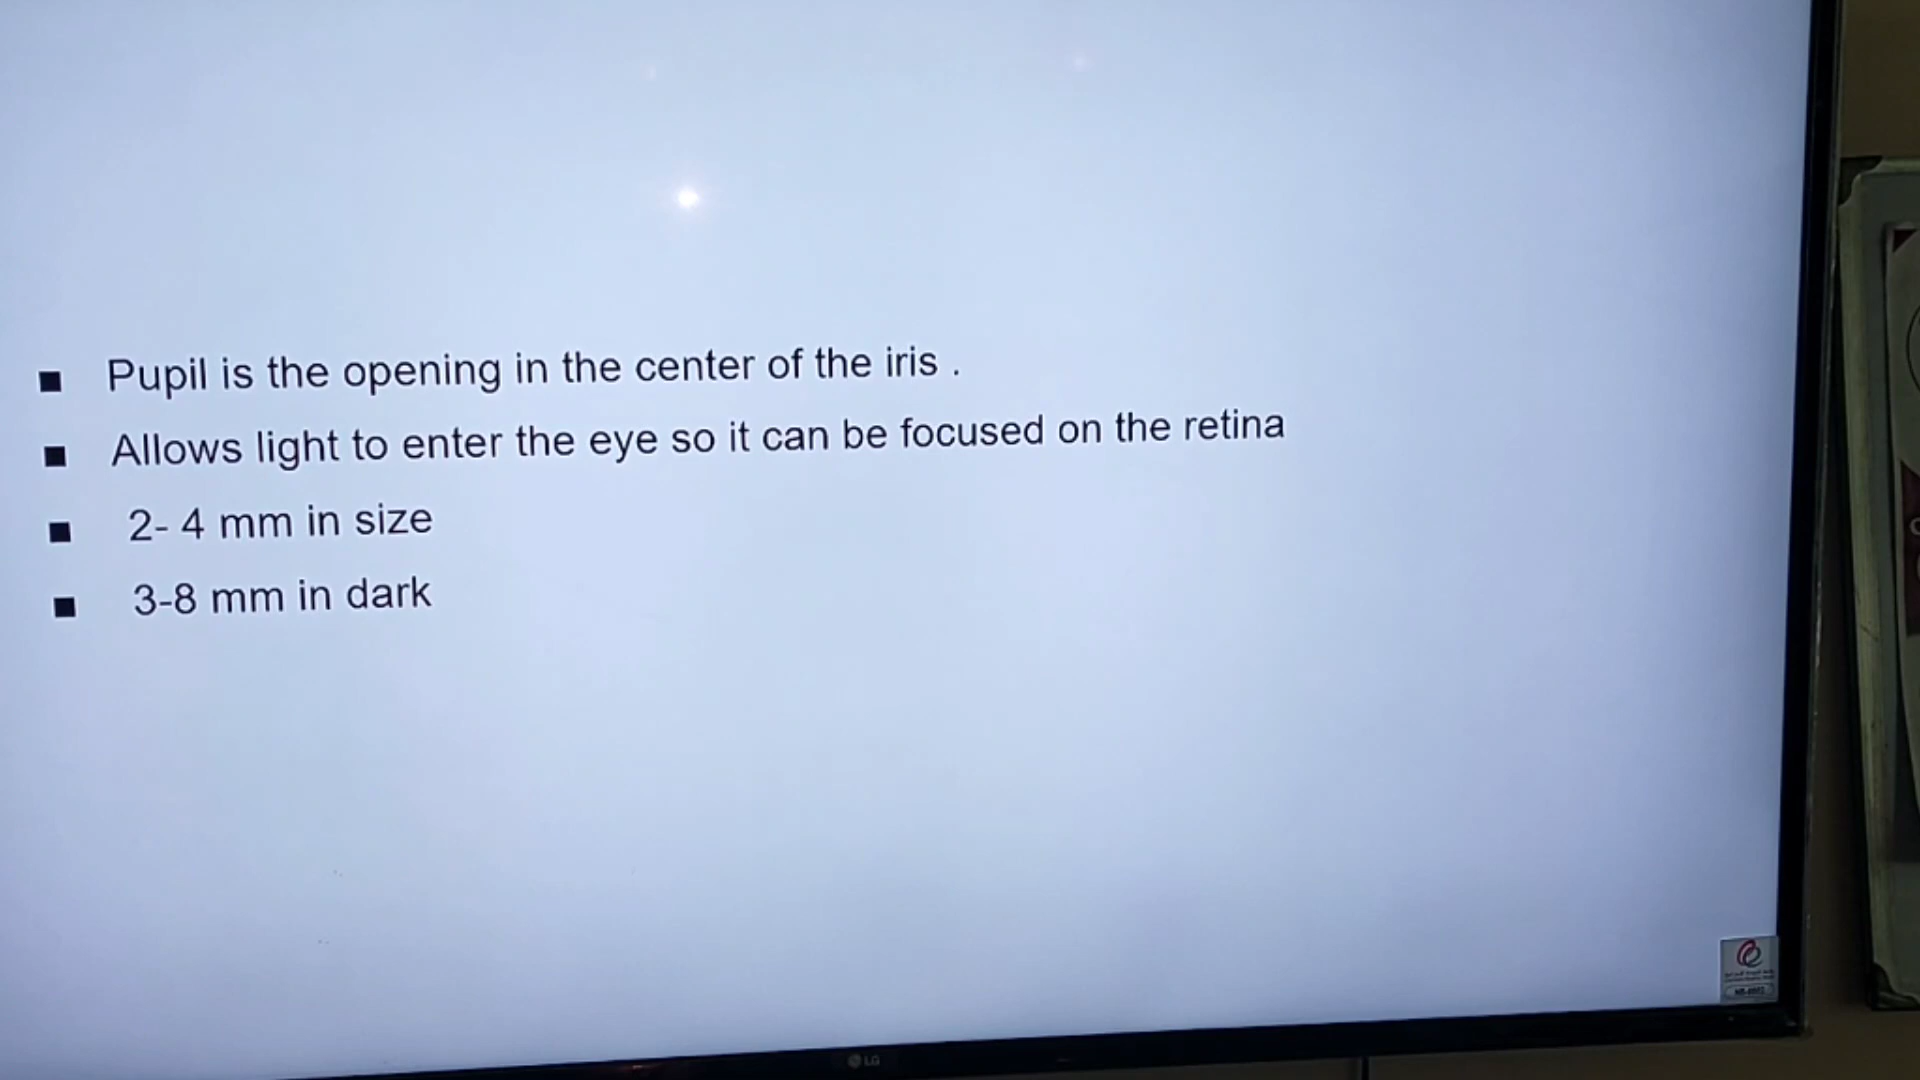 Pupil is the opening in the center of the iris .
Allows light to enter the eye so it can be focused on the retina
2- 4 mm in size
3-8 mm in dark
LG